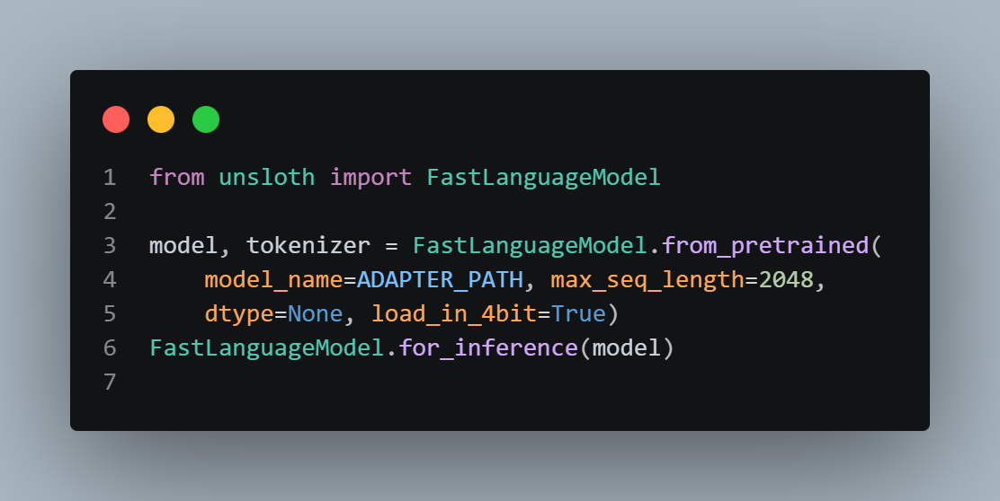 1 from unsloth import FastLanguageModel
2
3 model, tokenizer = FastLanguageModel.from_pretrained(
4     model_name=ADAPTER_PATH, max_seq_length=2048,
5     dtype=None, load_in_4bit=True)
6 FastLanguageModel.for_inference(model)
7